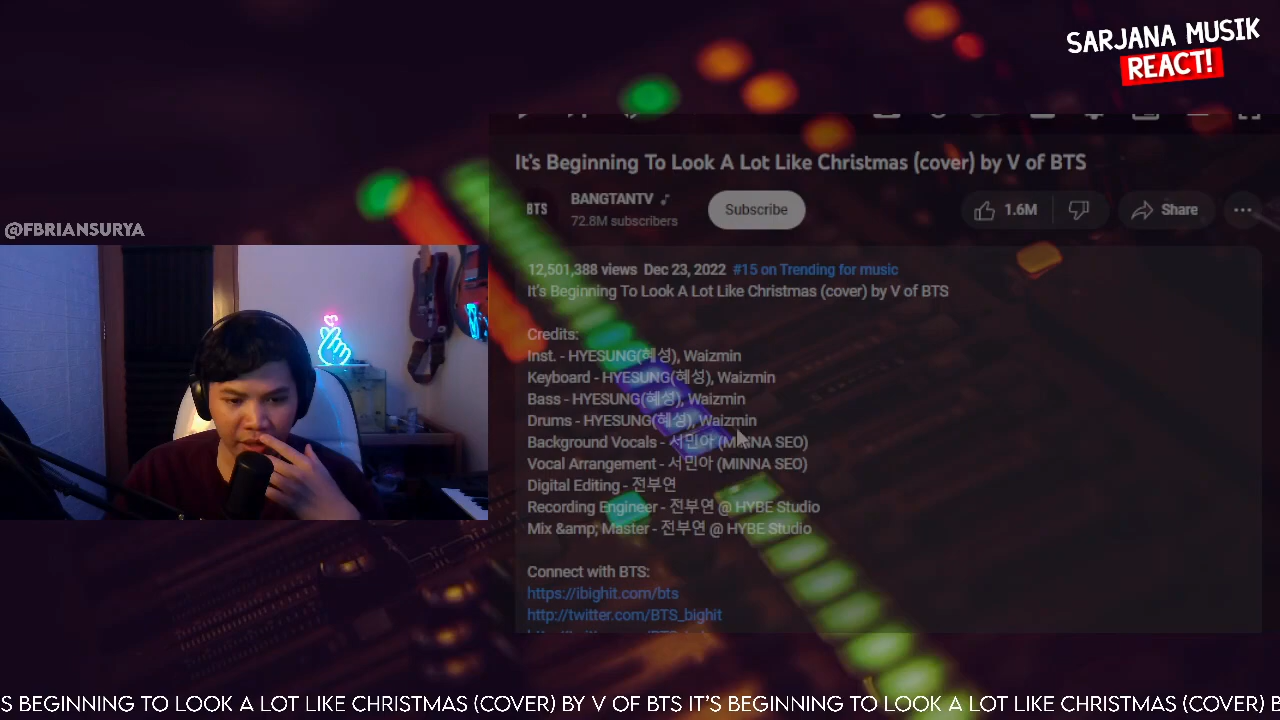 SARJANA MUSIK
REACT!
It's Beginning To Look A Lot Like Christmas (cover) by V of BTS
BTS
BANGTANTV
72.8M subscribers
Subscribe
1.6M
Share
@FBRIANSURYA
12,501,388 views Dec 23, 2022 #15 on Trending for music
It's Beginning To Look A Lot Like Christmas (cover) by V of BTS
Credits:
Inst. - HYESUNG(혜성), Waizmin
Keyboard - HYESUNG(혜성), Waizmin
Bass - HYESUNG(혜성), Waizmin
Drums - HYESUNG(혜성), Waizmin
Background Vocals - 서민아 (MINNA SEO)
Vocal Arrangement - 서민아 (MINNA SEO)
Digital Editing - 전부연
Recording Engineer - 전부연 @ HYBE Studio
Mix &amp; Master - 전부연 @ HYBE Studio
Connect with BTS:
https://ibighit.com/bts
http://twitter.com/BTS_bighit
S BEGINNING TO LOOK A LOT LIKE CHRISTMAS (COVER) BY V OF BTS IT'S BEGINNING TO LOOK A LOT LIKE CHRISTMAS (COVER) B